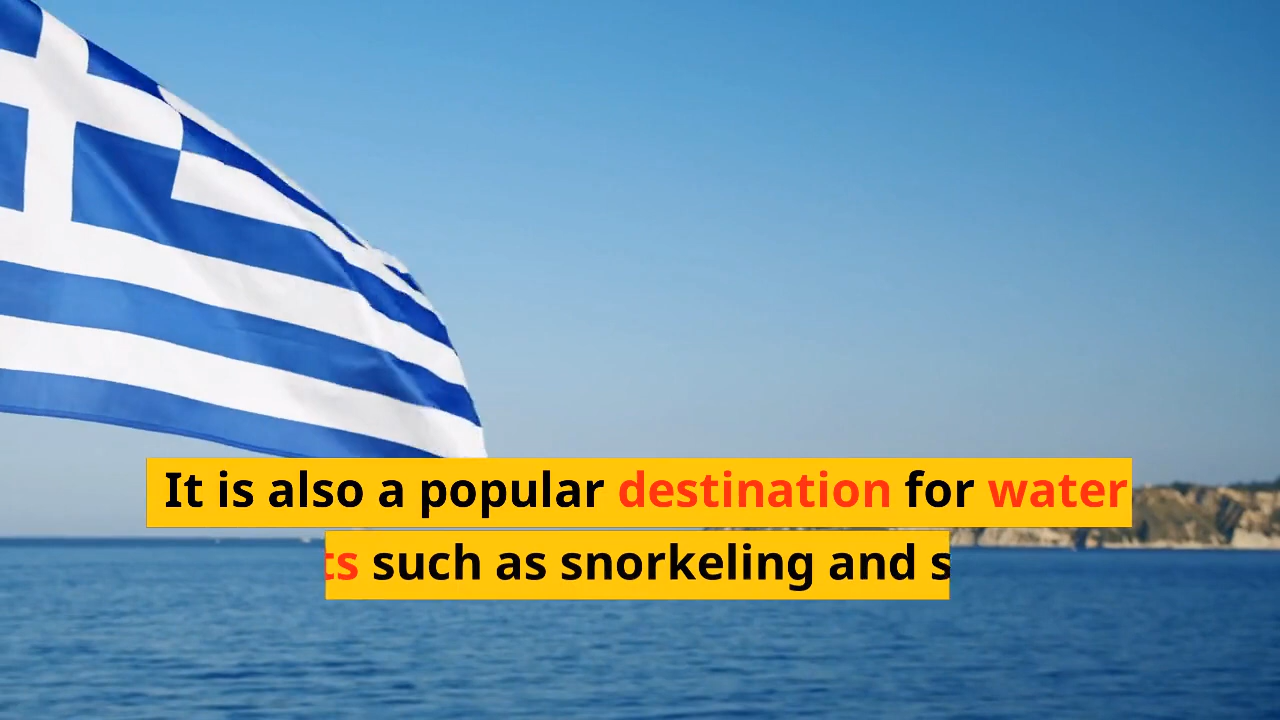 It is also a popular destination for water
ts such as snorkeling and s